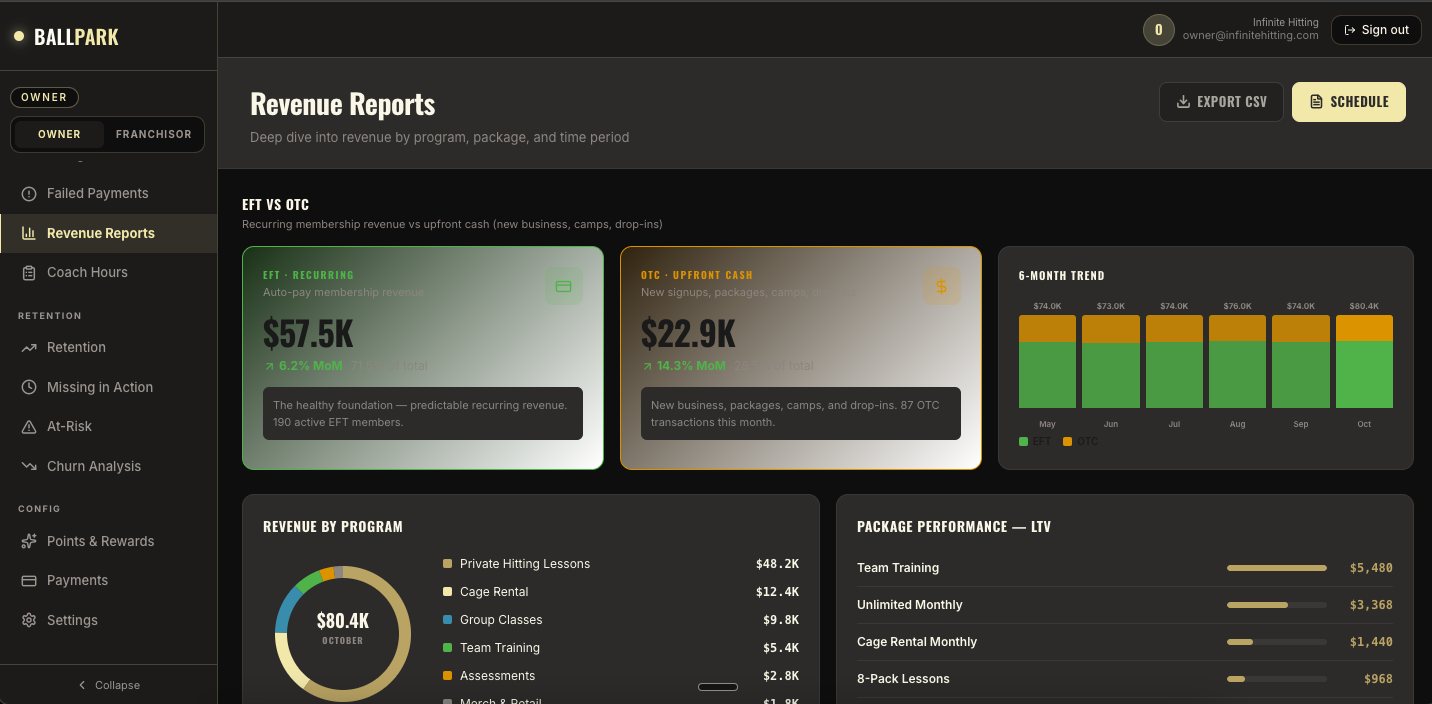 BALLPARK
0
Infinite Hitting
owner@infinitehitting.com
Sign out
OWNER
OWNER
FRANCHISOR
Failed Payments
Revenue Reports
Coach Hours
RETENTION
Retention
Missing in Action
At-Risk
Churn Analysis
CONFIG
Points & Rewards
Payments
Settings
Collapse
Revenue Reports
Deep dive into revenue by program, package, and time period
EXPORT CSV
SCHEDULE
EFT VS OTC
Recurring membership revenue vs upfront cash (new business, camps, drop-ins)
EFT · RECURRING
Auto-pay membership revenue
$57.5K
6.2% MoM
total
The healthy foundation — predictable recurring revenue.
190 active EFT members.
OTC · UPFRONT CASH
New signups, packages, camps,
$22.9K
14.3% MoM
total
New business, packages, camps, and drop-ins. 87 OTC
transactions this month.
6-MONTH TREND
$74.0K $73.0K $74.0K $76.0K $74.0K $80.4K
May Jun Jul Aug Sep Oct
EFT OTC
REVENUE BY PROGRAM
$80.4K
OCTOBER
Private Hitting Lessons $48.2K
Cage Rental $12.4K
Group Classes $9.8K
Team Training $5.4K
Assessments $2.8K
Merch & Retail $1.8K
PACKAGE PERFORMANCE — LTV
Team Training $5,480
Unlimited Monthly $3,368
Cage Rental Monthly $1,440
8-Pack Lessons $968